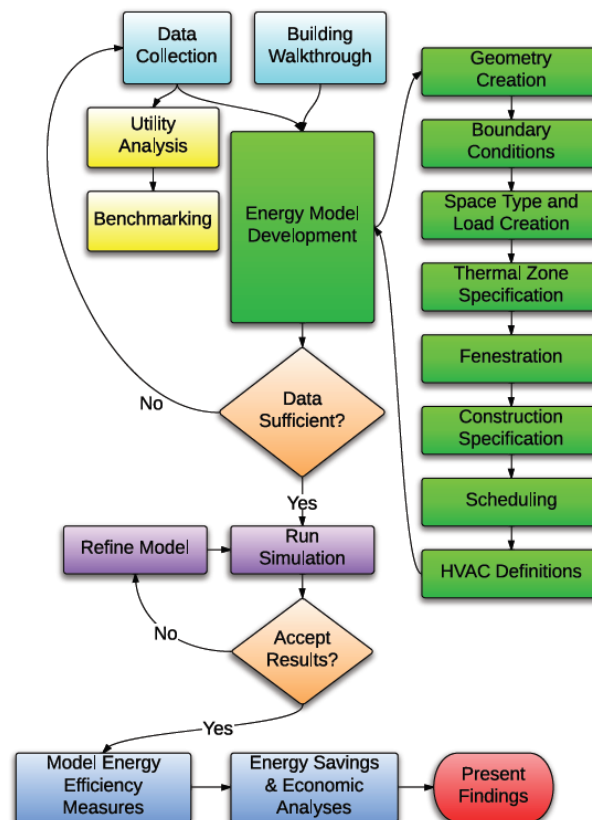 Data
Collection
Building
Walkthrough
Utility
Analysis
Benchmarking
Energy Model
Development
Geometry
Creation
Boundary
Conditions
Space Type and
Load Creation
Thermal Zone
Specification
Fenestration
Construction
Specification
Scheduling
HVAC Definitions
Data
Sufficient?
No
Yes
Refine Model
Run
Simulation
Accept
Results?
No
Yes
Model Energy
Efficiency
Measures
Energy Savings
& Economic
Analyses
Present
Findings